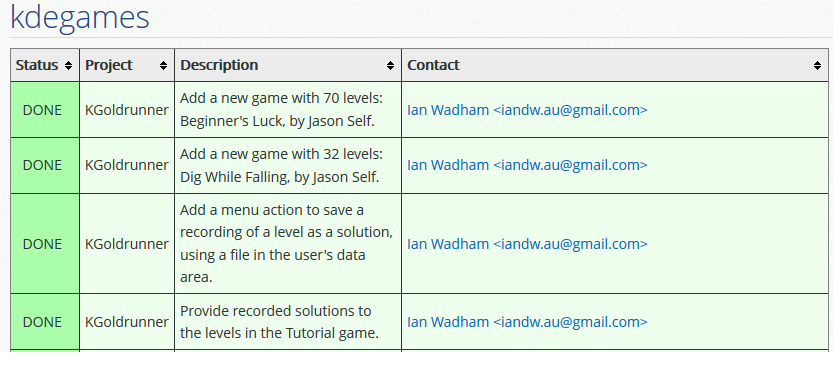 kdegames
Status Project Description Contact
DONE KGoldrunner Add a new game with 70 levels: Beginner's Luck, by Jason Self. Ian Wadham <iandw.au@gmail.com>
DONE KGoldrunner Add a new game with 32 levels: Dig While Falling, by Jason Self. Ian Wadham <iandw.au@gmail.com>
DONE KGoldrunner Add a menu action to save a recording of a level as a solution, using a file in the user's data area. Ian Wadham <iandw.au@gmail.com>
DONE KGoldrunner Provide recorded solutions to the levels in the Tutorial game. Ian Wadham <iandw.au@gmail.com>